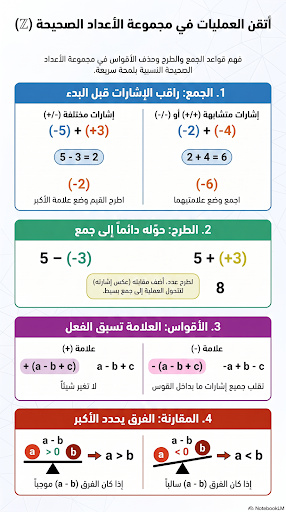 أتقن العمليات في مجموعة الأعداد الصحيحة (ℤ)
فهم قواعد الجمع والطرح وحذف الأقواس في مجموعة الأعداد
الصحيحة النسبية بلمحة سريعة.
1. الجمع: راقب الإشارات قبل البدء
إشارات متشابهة (+/+) أو (-/-)
(-2) + (-4)
2 + 4 = 6
(-6)
اجمع وضع علامتيهما
إشارات مختلفة (+/-)
(-5) + (+3)
5 - 3 = 2
(-2)
اطرح القيم وضع علامة الأكبر
2. الطرح: حوّله دائماً إلى جمع
5 − (-3)
5 + (+3)
لطرح عدد، أضف مقابله (عكس إشارته)
لتتحول العملية إلى جمع بسيط.
8
3. الأقواس: العلامة تسبق الفعل
علامة (-)
- (a - b + c)
-a + b - c
تقلب جميع إشارات ما بداخل القوس
علامة (+)
+ (a - b + c)
a - b + c
لا تغير شيئاً
4. المقارنة: الفرق يحدد الأكبر
a - b
a > 0 b
a > b
إذا كان الفرق (a - b) موجباً
a - b
a < 0 b
a < b
إذا كان الفرق (a - b) سالباً
NotebookLM